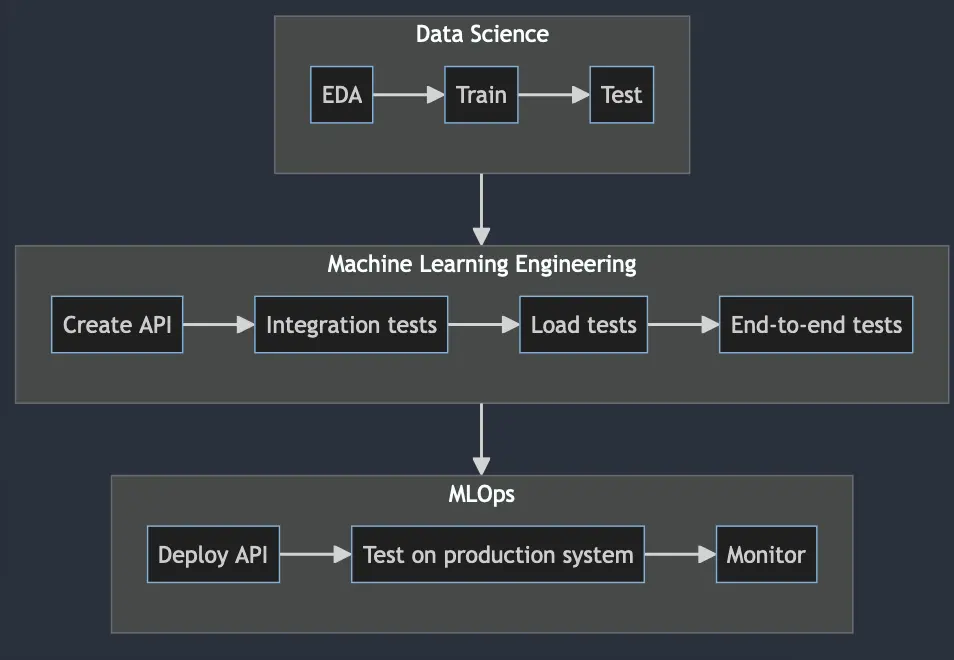 Data Science
EDA
Train
Test
Machine Learning Engineering
Create API
Integration tests
Load tests
End-to-end tests
MLOps
Deploy API
Test on production system
Monitor